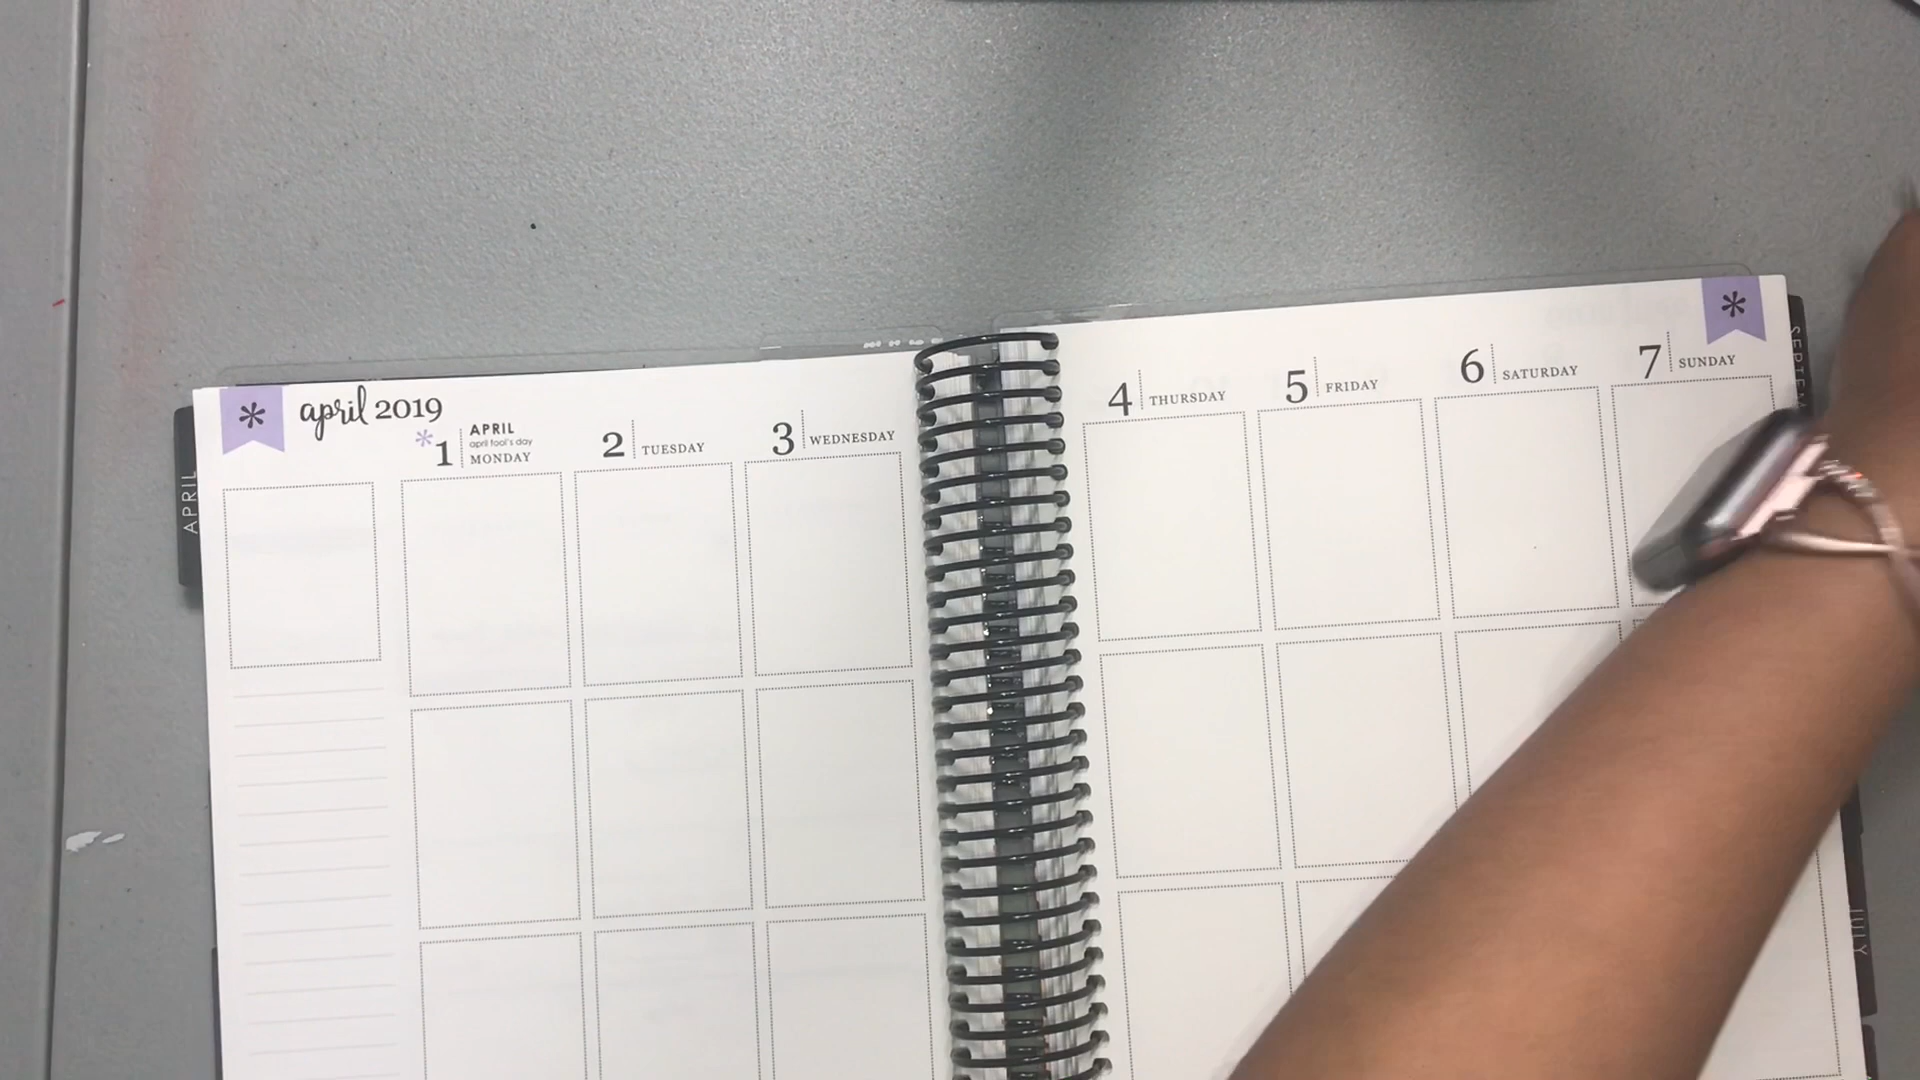 april 2019
*1 APRIL
april fool's day
MONDAY
2 TUESDAY
3 WEDNESDAY
4 THURSDAY
5 FRIDAY
6 SATURDAY
7 SUNDAY
APRIL
JULY